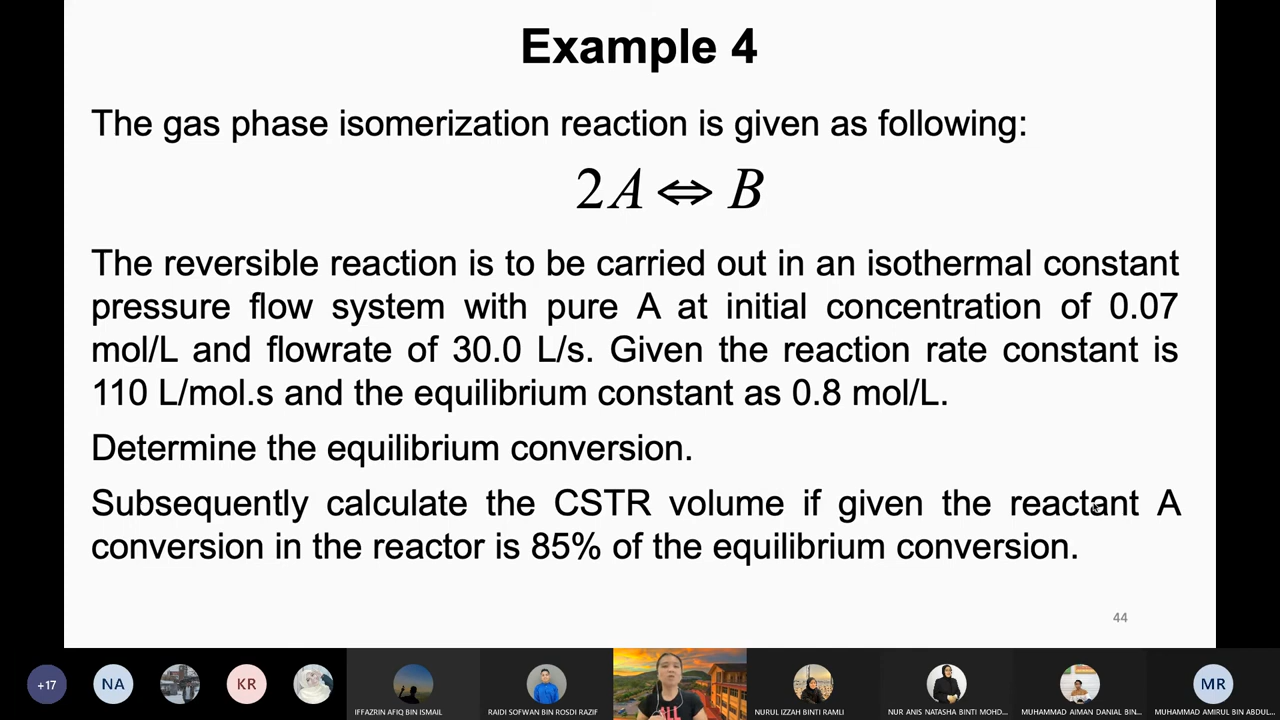 Example 4
The gas phase isomerization reaction is given as following:
2A ⇔ B
The reversible reaction is to be carried out in an isothermal constant
pressure flow system with pure A at initial concentration of 0.07
mol/L and flowrate of 30.0 L/s. Given the reaction rate constant is
110 L/mol.s and the equilibrium constant as 0.8 mol/L.
Determine the equilibrium conversion.
Subsequently calculate the CSTR volume if given the reactant A
conversion in the reactor is 85% of the equilibrium conversion.
44
+17
NA
KR
MR
IFFAZRIN AFIQ BIN ISMAIL
RAIDI SOFWAN BIN ROSDI RAZIF
NURUL IZZAH BINTI RAMLI
NUR ANIS NATASHA BINTI MOHD...
MUHAMMAD AIMAN DANIAL BIN...
MUHAMMAD AMIRUL BIN ABDUL...